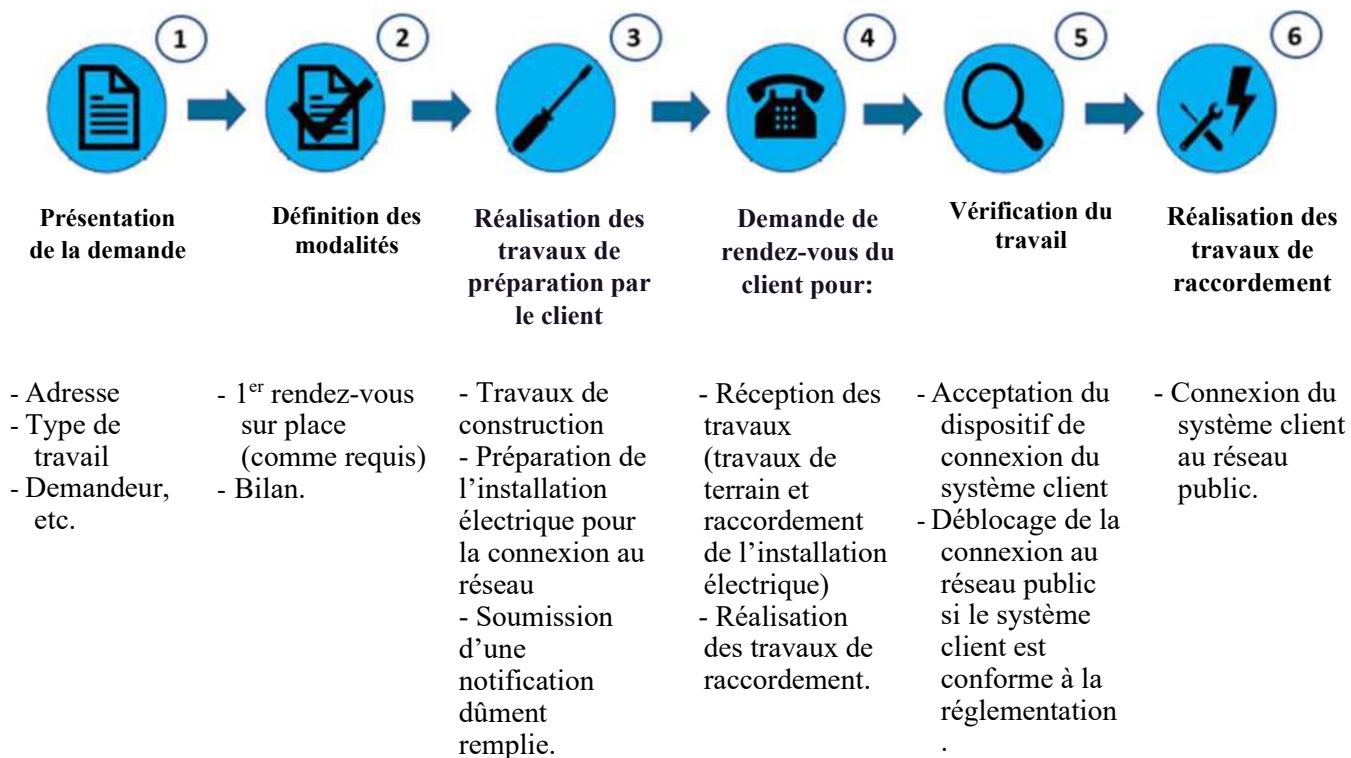 1
2
3
4
5
6
Présentation
de la demande
Définition des
modalités
Réalisation des
travaux de
préparation par
le client
Demande de
rendez-vous du
client pour:
Vérification du
travail
Réalisation des
travaux de
raccordement
- Adresse
- Type de
travail
- Demandeur,
etc.
- 1er rendez-vous
sur place
(comme requis)
- Bilan.
- Travaux de
construction
- Préparation de
l’installation
électrique pour
la connexion au
réseau
- Soumission
d’une
notification
dûment
remplie.
- Réception des
travaux
(travaux de
terrain et
raccordement
de l’installation
électrique)
- Réalisation
des travaux de
raccordement.
- Acceptation du
dispositif de
connexion du
système client
- Déblocage de la
connexion au
réseau public
si le système
client est
conforme à la
réglementation
.
- Connexion du
système client
au réseau
public.